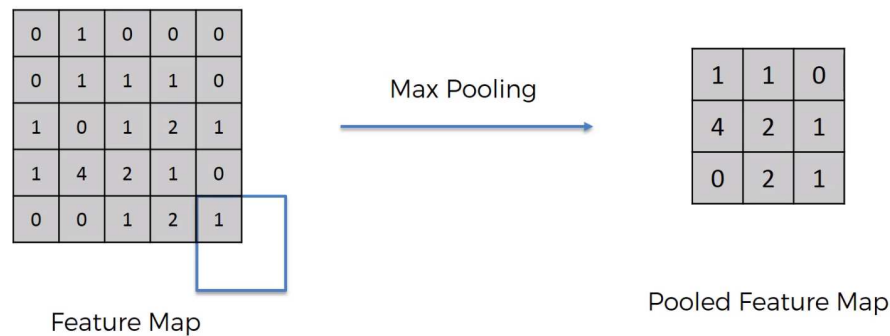 0 1 0 0 0
0 1 1 1 0
1 0 1 2 1
1 4 2 1 0
0 0 1 2 1
Feature Map
Max Pooling
1 1 0
4 2 1
0 2 1
Pooled Feature Map